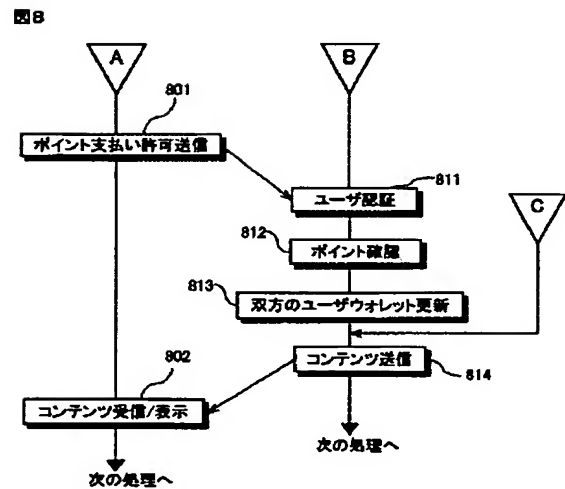 図8
A
B
801
ポイント支払い許可送信
811
ユーザ認証
C
812
ポイント確認
813
双方のユーザウォレット更新
802
コンテンツ送信
814
コンテンツ受信/表示
次の処理へ
次の処理へ